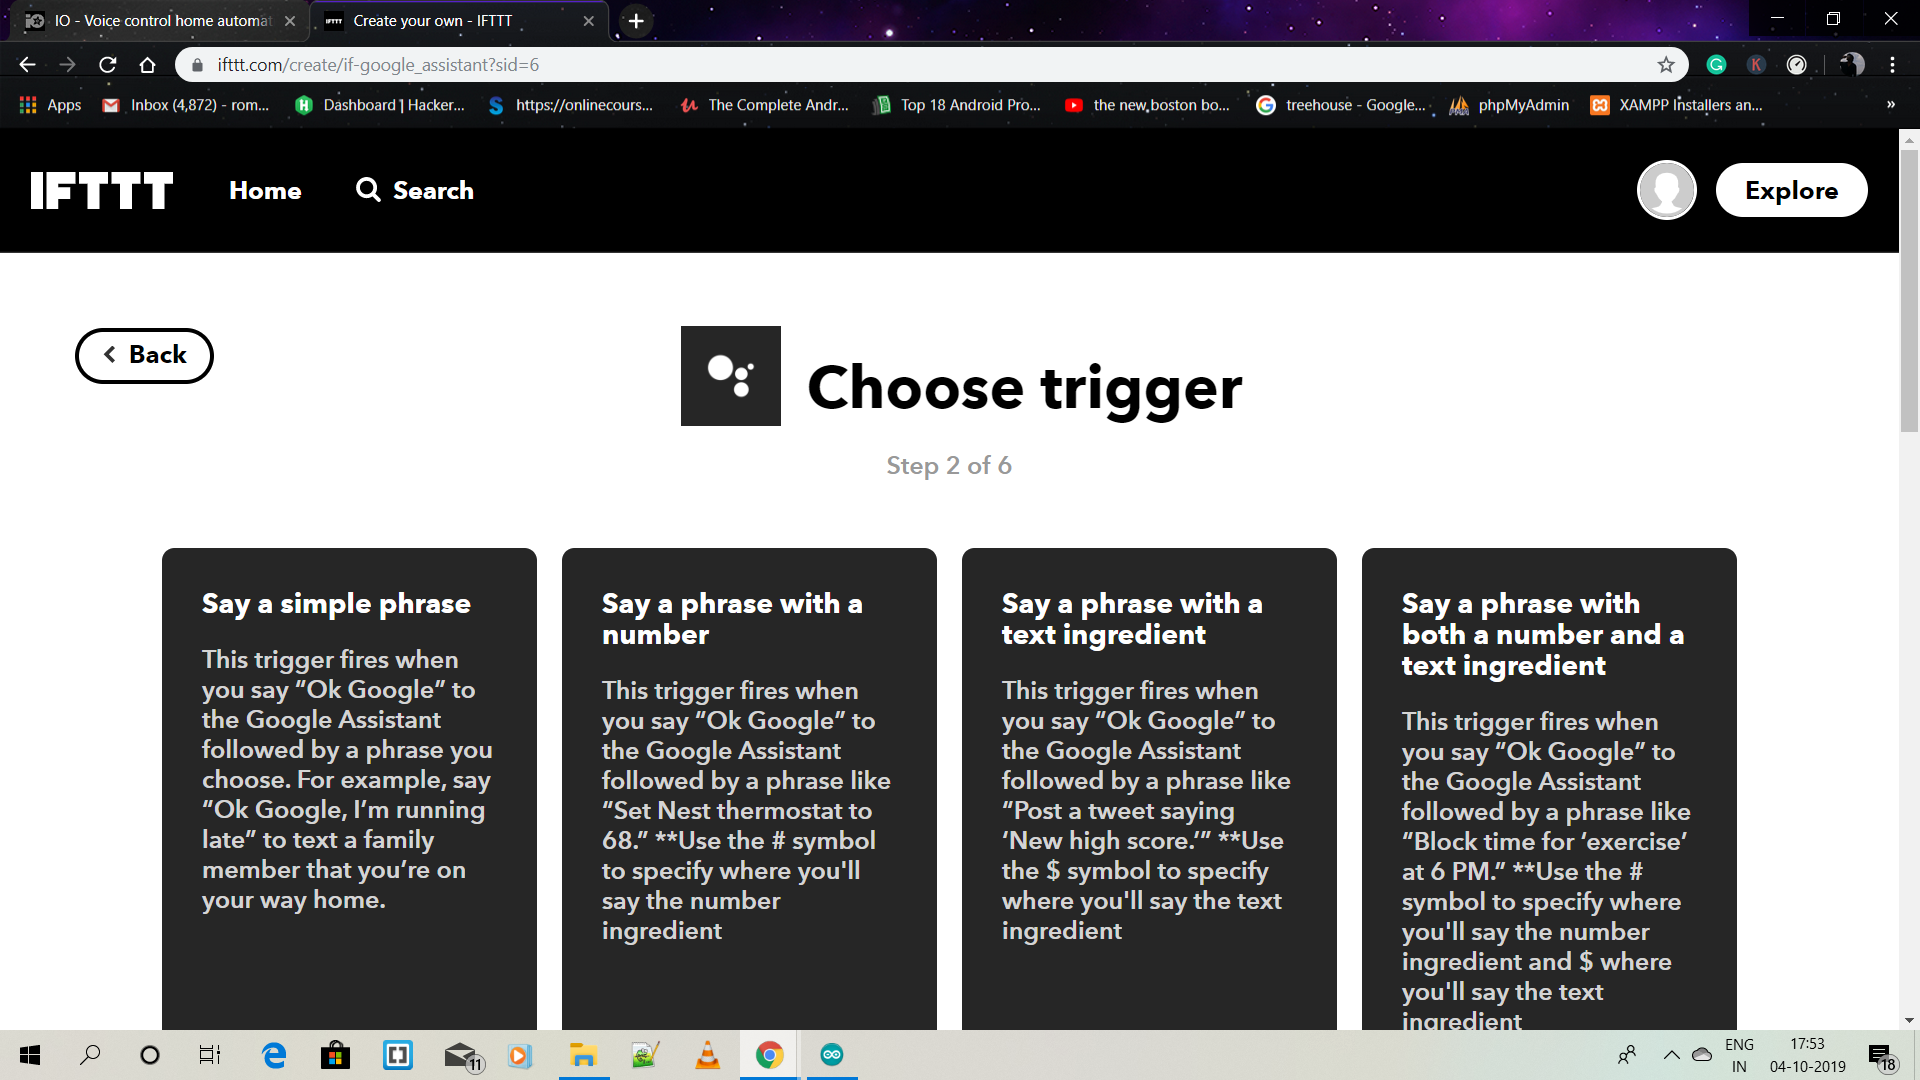 IO - Voice control home automat
Create your own - IFTTT
ifttt.com/create/if-google_assistant?sid=6
Apps
Inbox (4,872) - rom...
Dashboard | Hacker...
https://onlinecours...
The Complete Andr...
Top 18 Android Pro...
the new boston bo...
treehouse - Google...
phpMyAdmin
XAMPP Installers an...
»
IFTTT
Home
Search
Explore
Back
Choose trigger
Step 2 of 6
Say a simple phrase
This trigger fires when
you say “Ok Google” to
the Google Assistant
followed by a phrase you
choose. For example, say
“Ok Google, I’m running
late” to text a family
member that you’re on
your way home.
Say a phrase with a
number
This trigger fires when
you say “Ok Google” to
the Google Assistant
followed by a phrase like
“Set Nest thermostat to
68.” **Use the # symbol
to specify where you'll
say the number
ingredient
Say a phrase with a
text ingredient
This trigger fires when
you say “Ok Google” to
the Google Assistant
followed by a phrase like
“Post a tweet saying
‘New high score.’” **Use
the $ symbol to specify
where you'll say the text
ingredient
Say a phrase with
both a number and a
text ingredient
This trigger fires when
you say “Ok Google” to
the Google Assistant
followed by a phrase like
“Block time for ‘exercise’
at 6 PM.” **Use the #
symbol to specify where
you'll say the number
ingredient and $ where
you'll say the text
ingredient
11
ENG
IN
17:53
04-10-2019
18